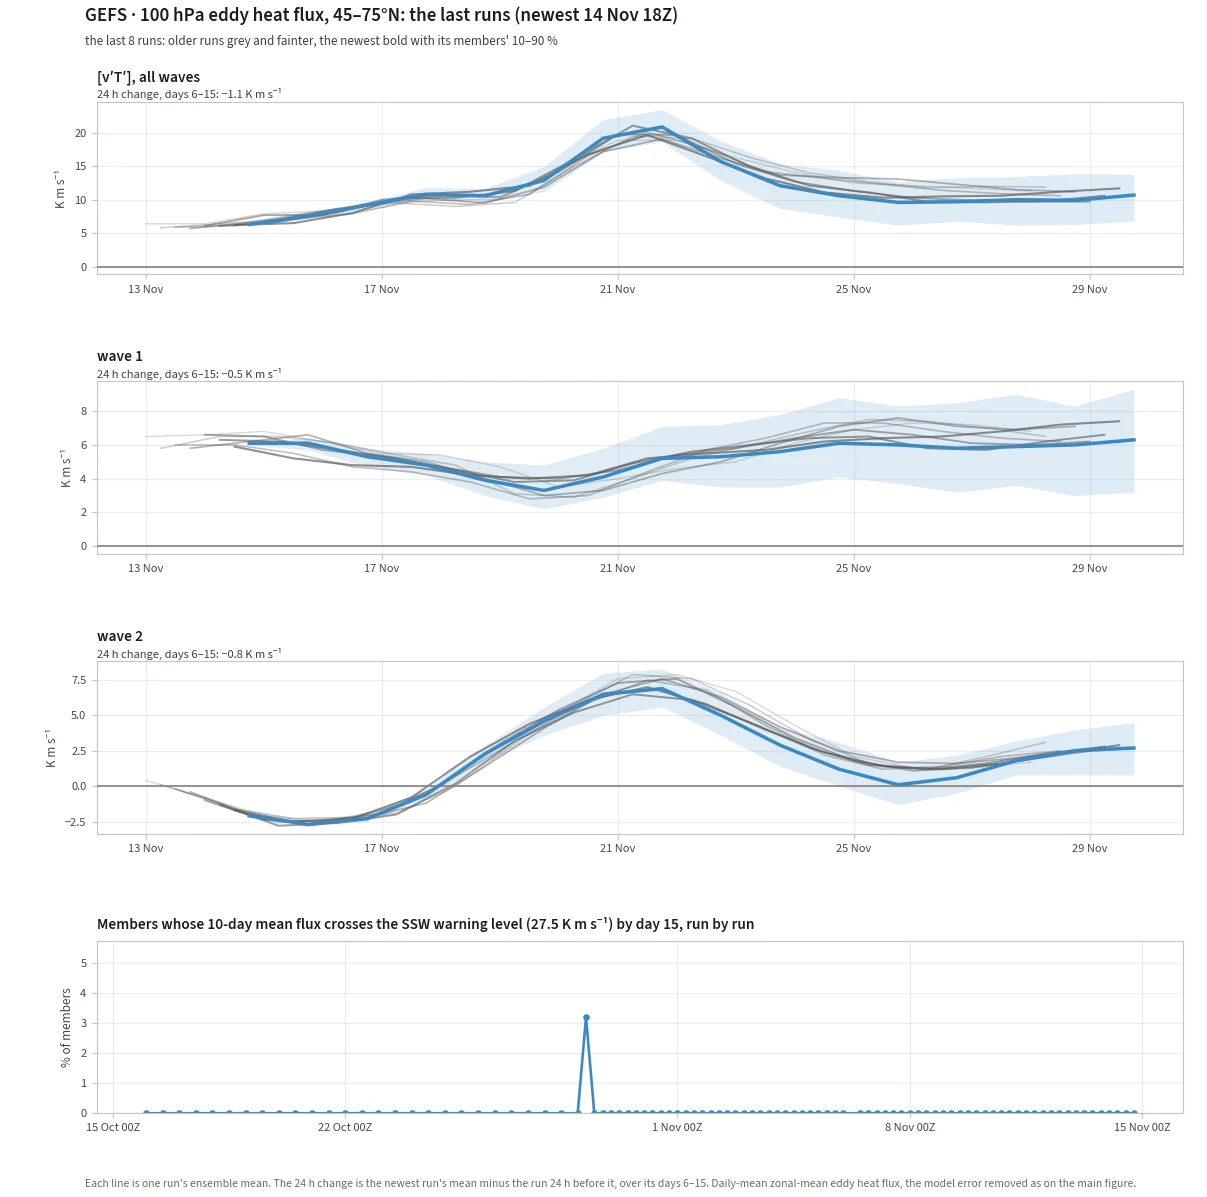 GEFS · 100 hPa eddy heat flux, 45–75°N: the last runs (newest 14 Nov 18Z)
the last 8 runs: older runs grey and fainter, the newest bold with its members' 10–90 %
[v′T′], all waves
24 h change, days 6–15: −1.1 K m s⁻¹
K m s⁻¹
20
15
10
5
0
13 Nov 17 Nov 21 Nov 25 Nov 29 Nov
wave 1
24 h change, days 6–15: −0.5 K m s⁻¹
K m s⁻¹
8
6
4
2
0
13 Nov 17 Nov 21 Nov 25 Nov 29 Nov
wave 2
24 h change, days 6–15: −0.8 K m s⁻¹
K m s⁻¹
7.5
5.0
2.5
0.0
−2.5
13 Nov 17 Nov 21 Nov 25 Nov 29 Nov
Members whose 10-day mean flux crosses the SSW warning level (27.5 K m s⁻¹) by day 15, run by run
% of members
5
4
3
2
1
0
15 Oct 00Z 22 Oct 00Z 1 Nov 00Z 8 Nov 00Z 15 Nov 00Z
Each line is one run's ensemble mean. The 24 h change is the newest run's mean minus the run 24 h before it, over its days 6–15. Daily-mean zonal-mean eddy heat flux, the model error removed as on the main figure.